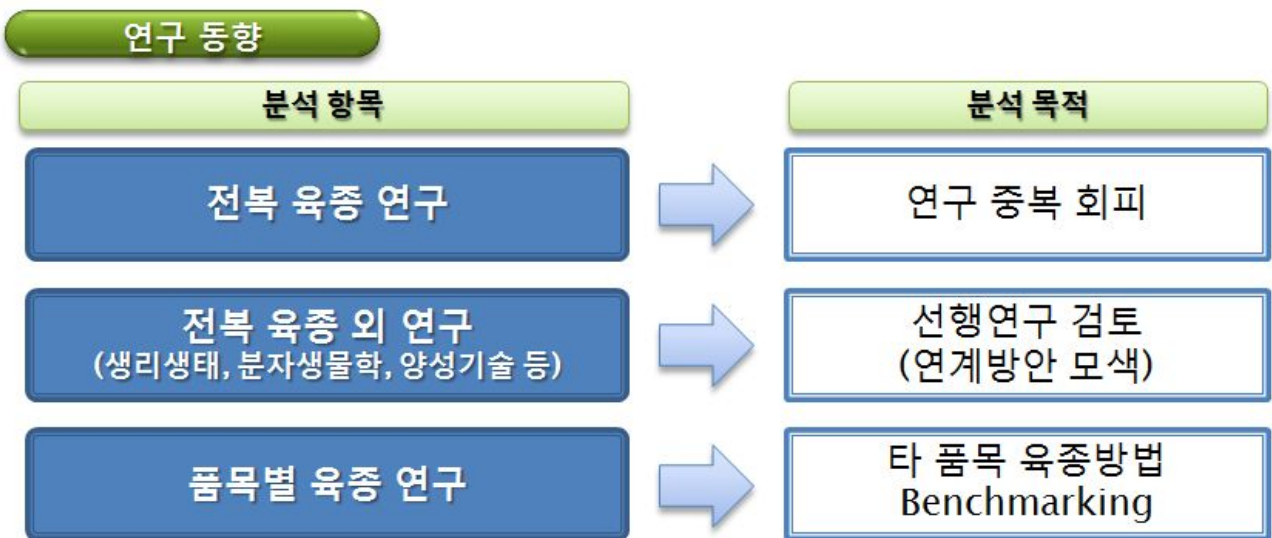 연구 동향
분석 항목
분석 목적
전복 육종 연구
연구 중복 회피
전복 육종 외 연구
(생리생태, 분자생물학, 양성기술 등)
선행연구 검토
(연계방안 모색)
품목별 육종 연구
타 품목 육종방법
Benchmarking